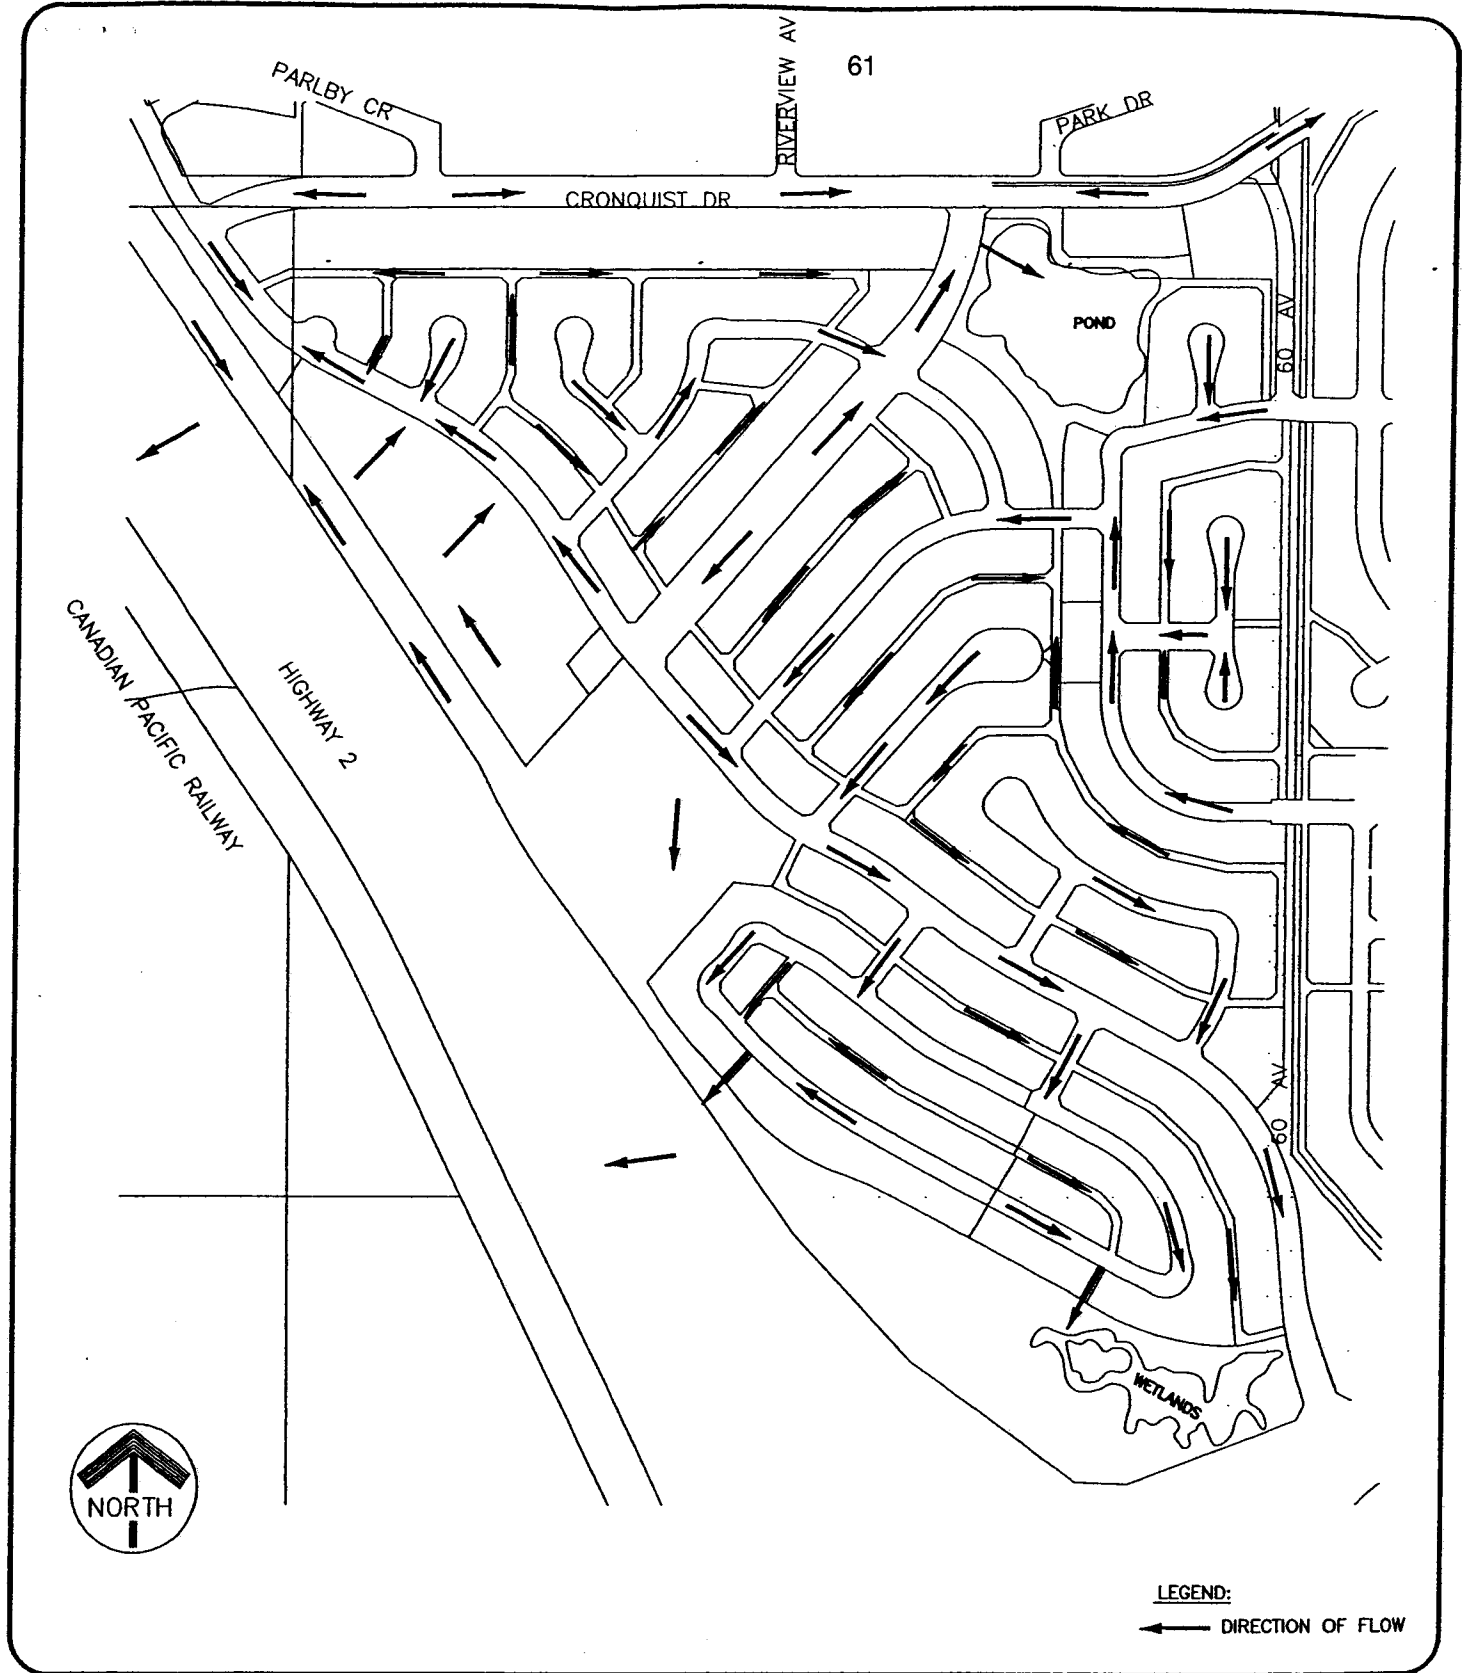 61
PARLBY CR
RIVERVIEW AV
PARK DR
CRONQUIST DR
POND
60 AV
CANADIAN PACIFIC RAILWAY
HIGHWAY 2
60 AV
WETLANDS
NORTH
LEGEND:
DIRECTION OF FLOW